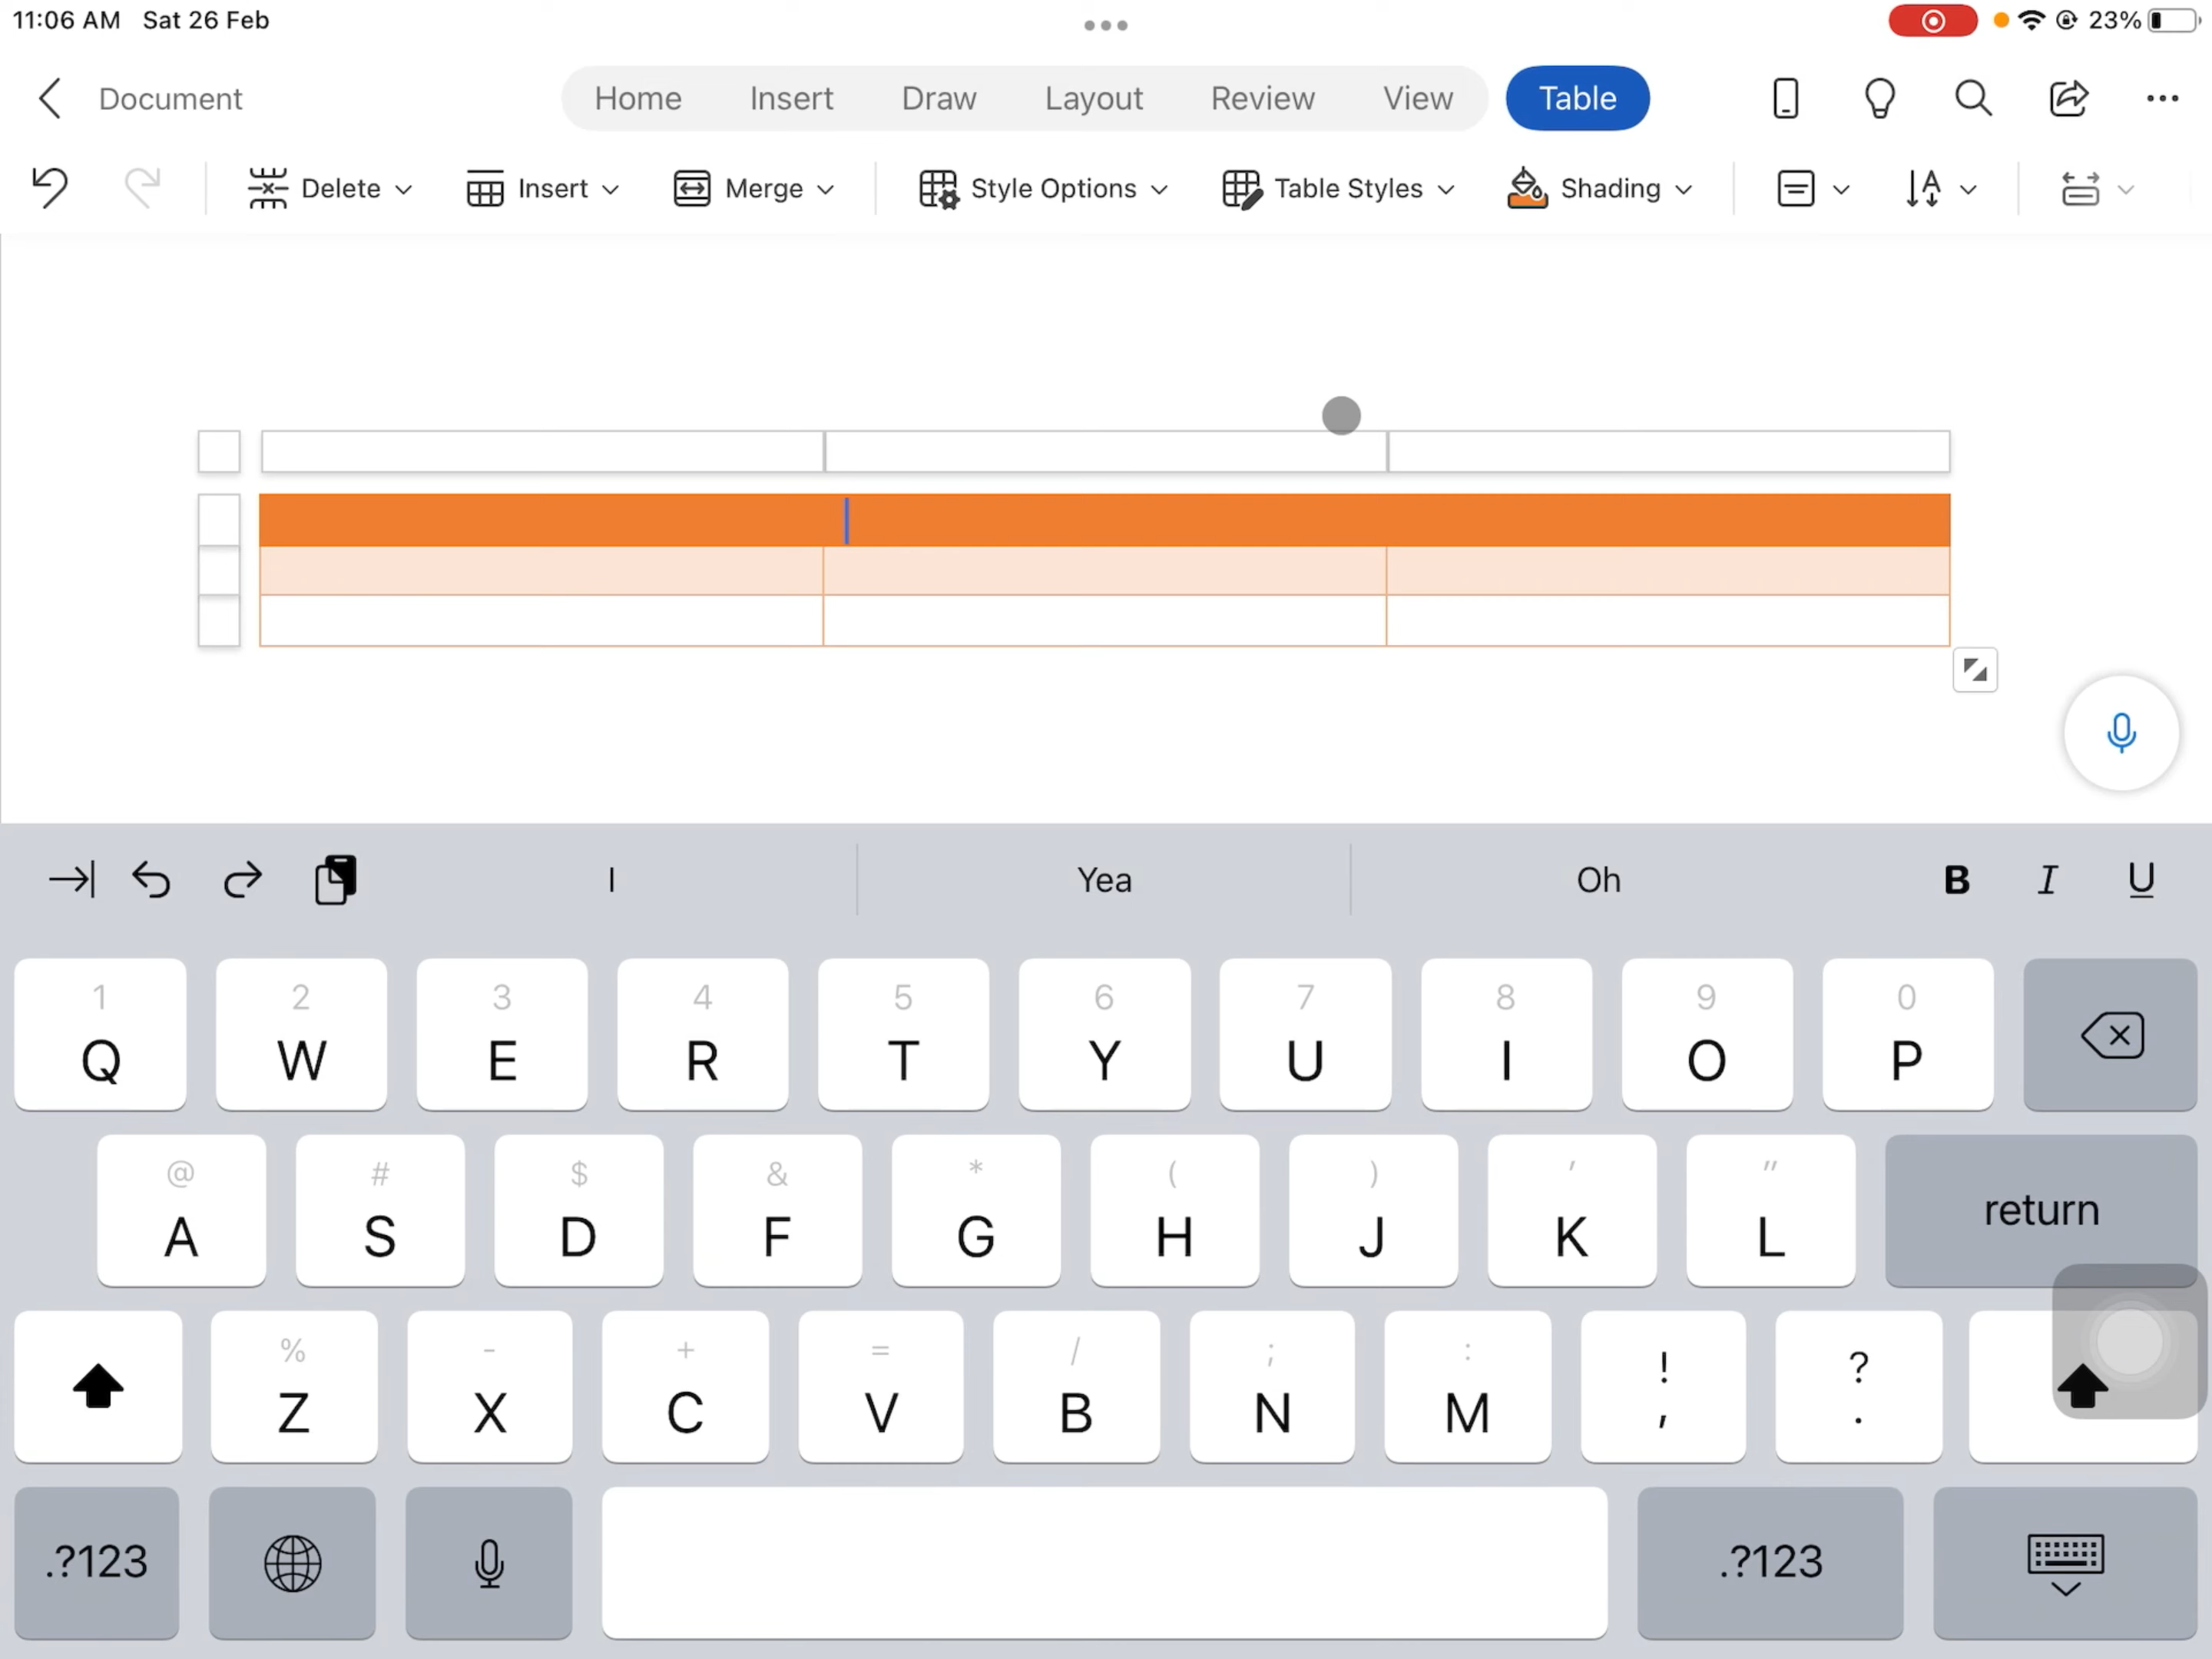 11:06 AM Sat 26 Feb 23%
Document Home Insert Draw Layout Review View Table
Delete Insert Merge Style Options Table Styles Shading A
I Yea Oh B I U
1 2 3 4 5 6 7 8 9 0
Q W E R T Y U I O P
@ # $ & * ( ) ' "
A S D F G H J K L return
% - + = / ; : ! ?
Z X C V B N M , .
.?123 .?123